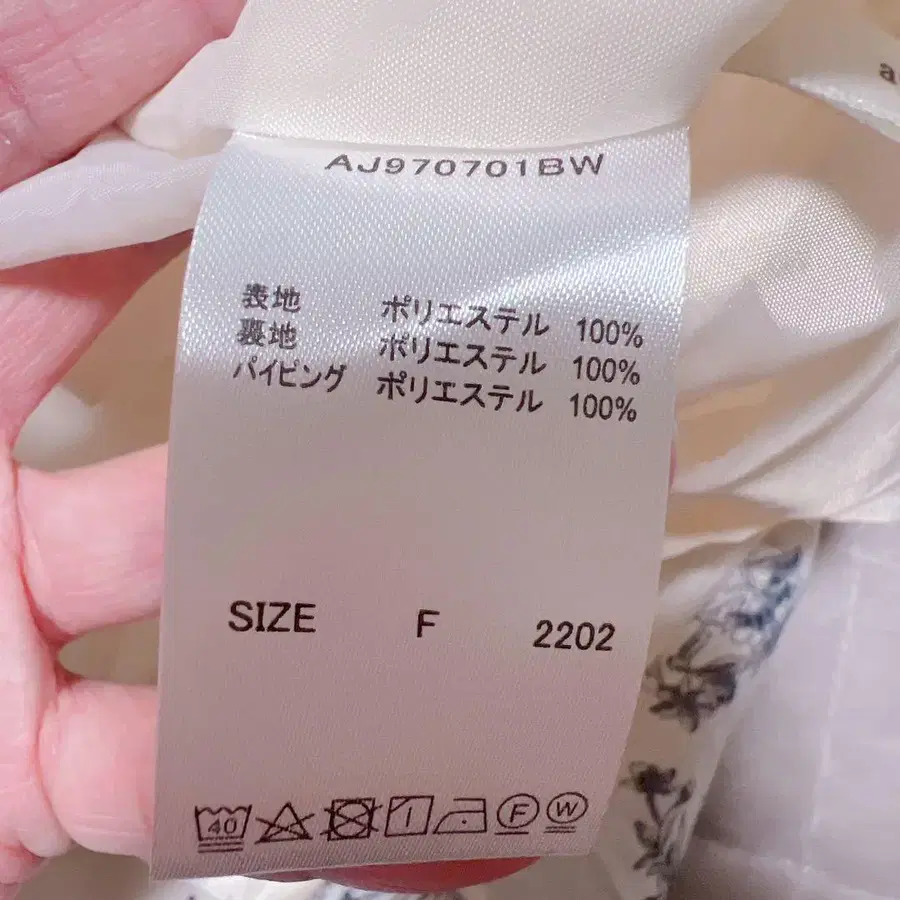 AJ970701BW
表地 ポリエステル 100%
裏地 ポリエステル 100%
パイピング ポリエステル 100%
SIZE F 2202
40 F W
a